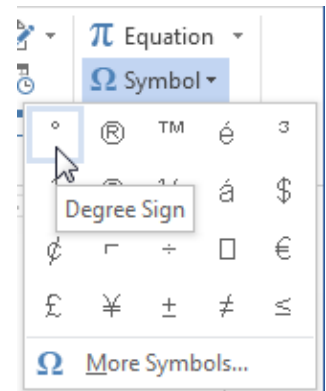 π Equation
Ω Symbol
° ® ™ é ³
á $
Degree Sign
¢ ⌐ ÷ □ €
£ ¥ ± ≠ ≤
Ω More Symbols...